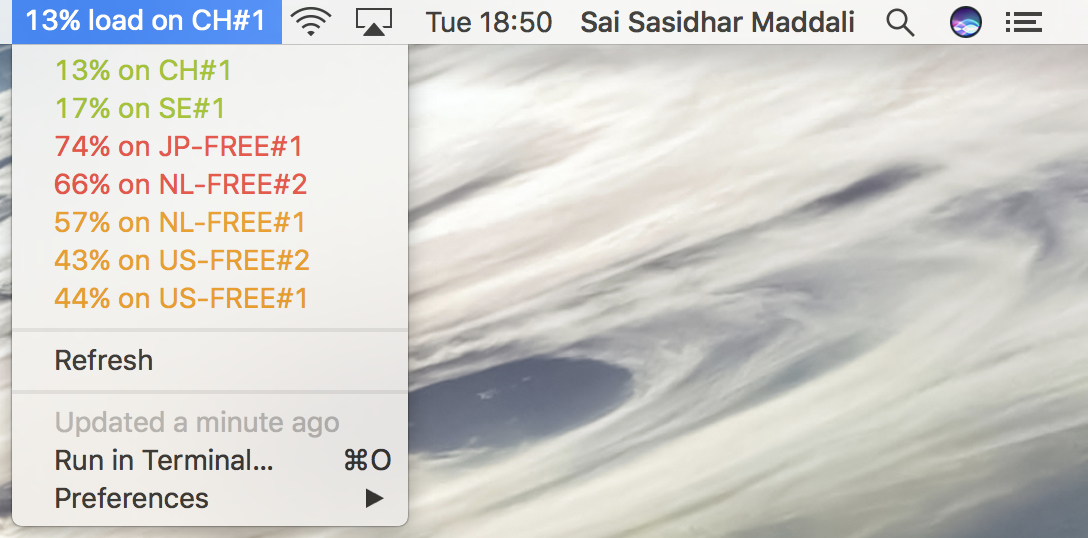 13% load on CH#1 Tue 18:50 Sai Sasidhar Maddali
13% on CH#1
17% on SE#1
74% on JP-FREE#1
66% on NL-FREE#2
57% on NL-FREE#1
43% on US-FREE#2
44% on US-FREE#1
Refresh
Updated a minute ago
Run in Terminal... ⌘O
Preferences ▶